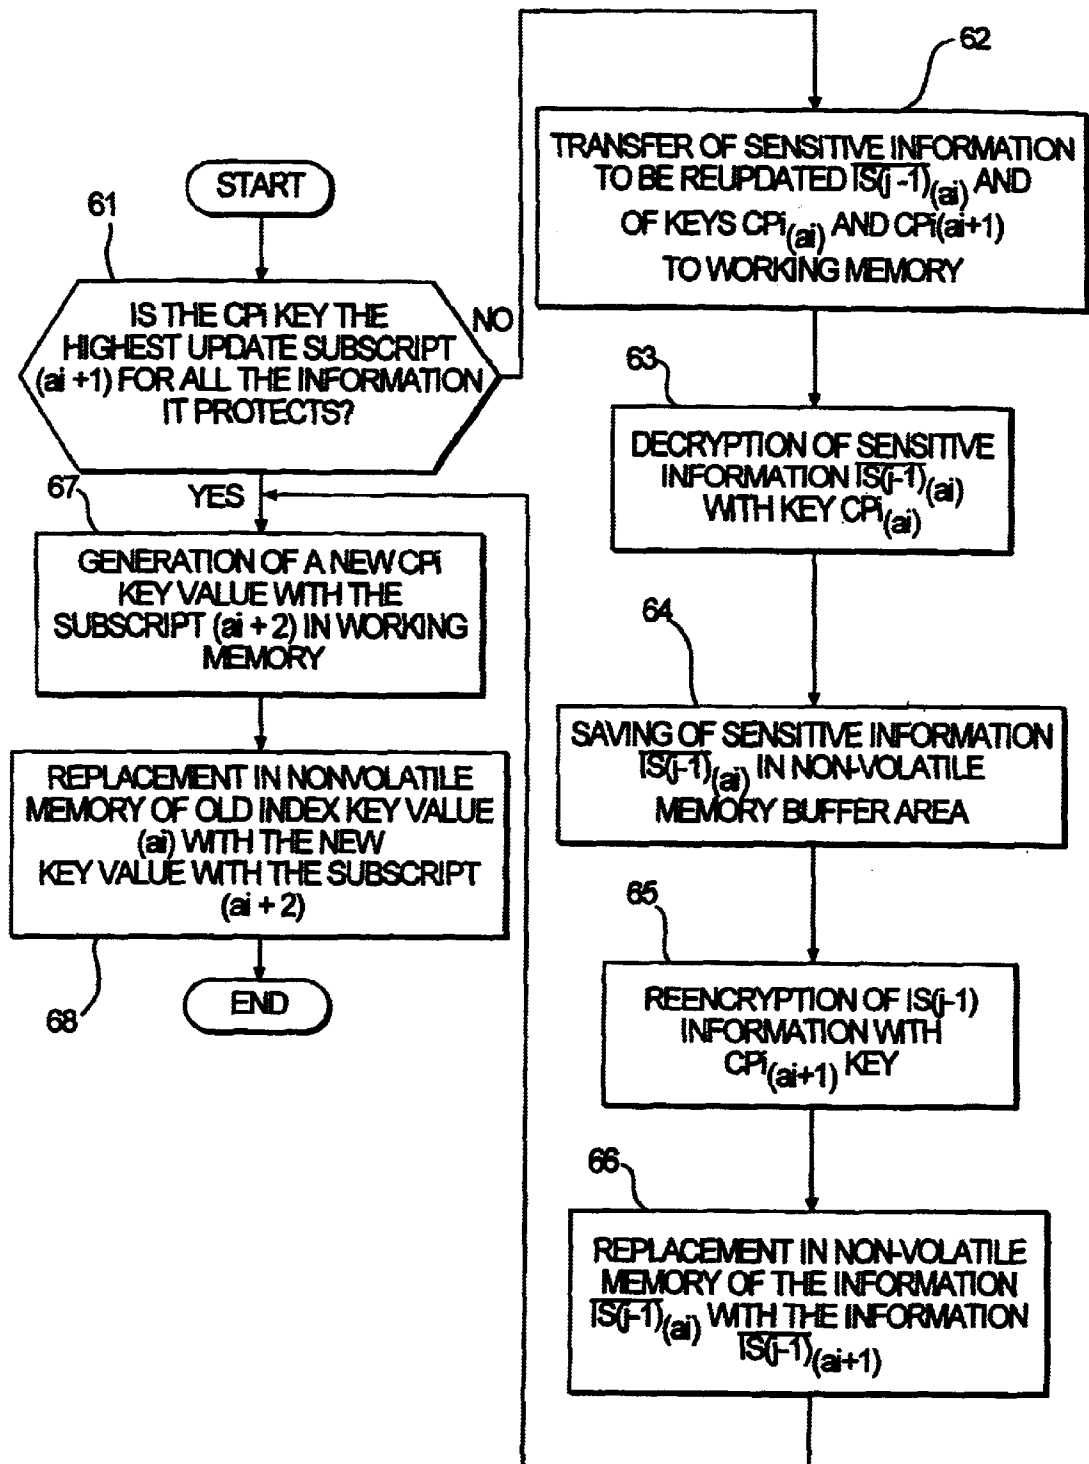 START
61
IS THE CPi KEY THE
HIGHEST UPDATE SUBSCRIPT
(ai +1) FOR ALL THE INFORMATION
IT PROTECTS?
NO
YES
62
TRANSFER OF SENSITIVE INFORMATION
TO BE REUPDATED IS(j -1)(ai) AND
OF KEYS CPi(ai) AND CPi(ai+1)
TO WORKING MEMORY
63
DECRYPTION OF SENSITIVE
INFORMATION IS(j-1)(ai)
WITH KEY CPi(ai)
64
SAVING OF SENSITIVE INFORMATION
IS(j-1)(ai) IN NON-VOLATILE
MEMORY BUFFER AREA
65
REENCRYPTION OF IS(j-1)
INFORMATION WITH
CPi(ai+1) KEY
66
REPLACEMENT IN NON-VOLATILE
MEMORY OF THE INFORMATION
IS(j-1)(ai) WITH THE INFORMATION
IS(j-1)(ai+1)
67
GENERATION OF A NEW CPi
KEY VALUE WITH THE
SUBSCRIPT (ai + 2) IN WORKING
MEMORY
REPLACEMENT IN NONVOLATILE
MEMORY OF OLD INDEX KEY VALUE
(ai) WITH THE NEW
KEY VALUE WITH THE SUBSCRIPT
(ai + 2)
68
END